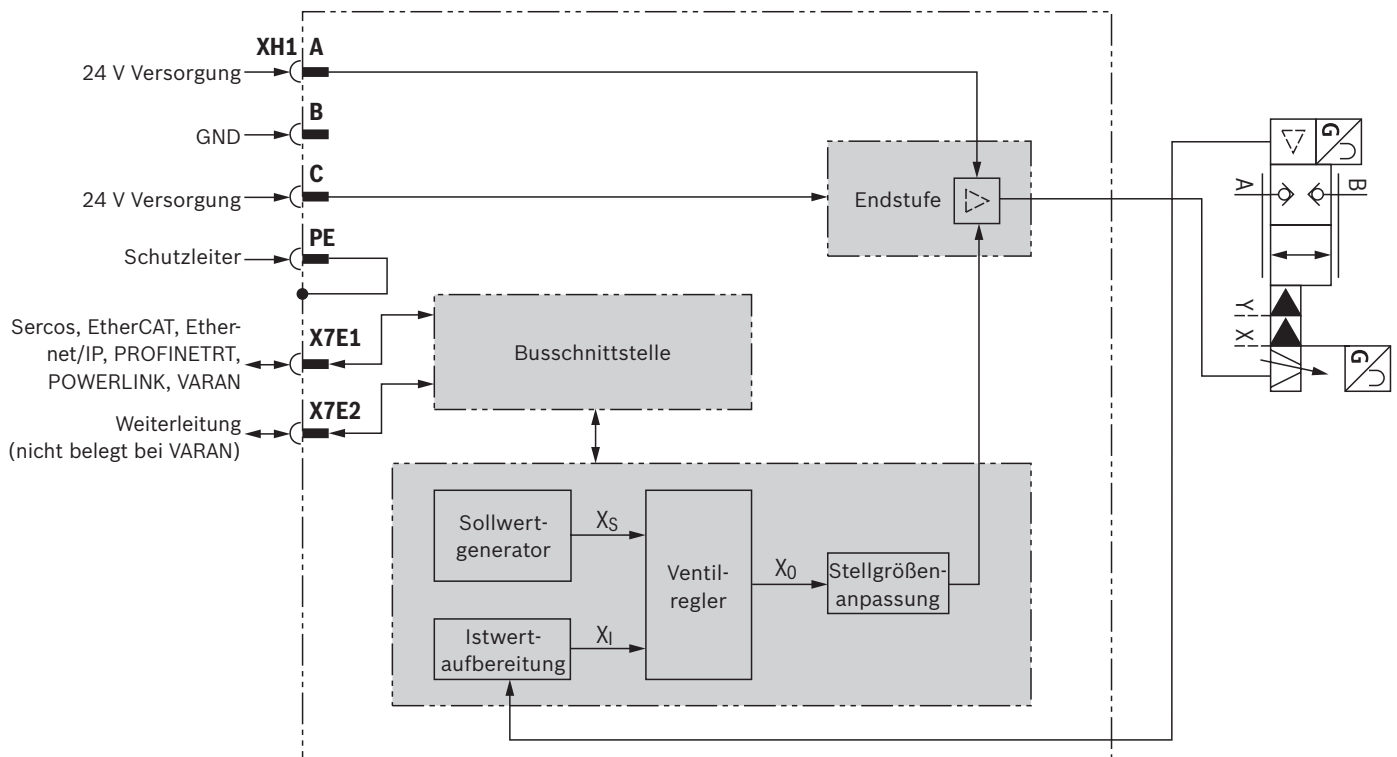 XH1 A
24 V Versorgung
B
GND
C
24 V Versorgung
Endstufe
PE
Schutzleiter
Sercos, EtherCAT, Ether-
net/IP, PROFINETRT,
POWERLINK, VARAN
X7E1
Busschnittstelle
X7E2
Weiterleitung
(nicht belegt bei VARAN)
Sollwert-
generator
XS
Ventil-
regler
X0
Stellgrößen-
anpassung
Istwert-
aufbereitung
XI
G
A
B
Y
X
G